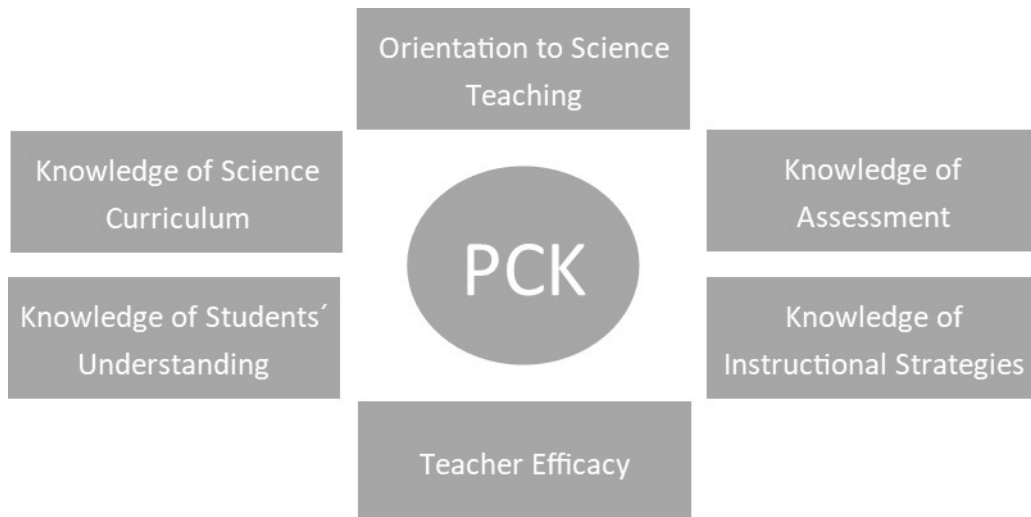 Orientation to Science
Teaching
Knowledge of Science
Curriculum
Knowledge of
Assessment
PCK
Knowledge of Students´
Understanding
Knowledge of
Instructional Strategies
Teacher Efficacy